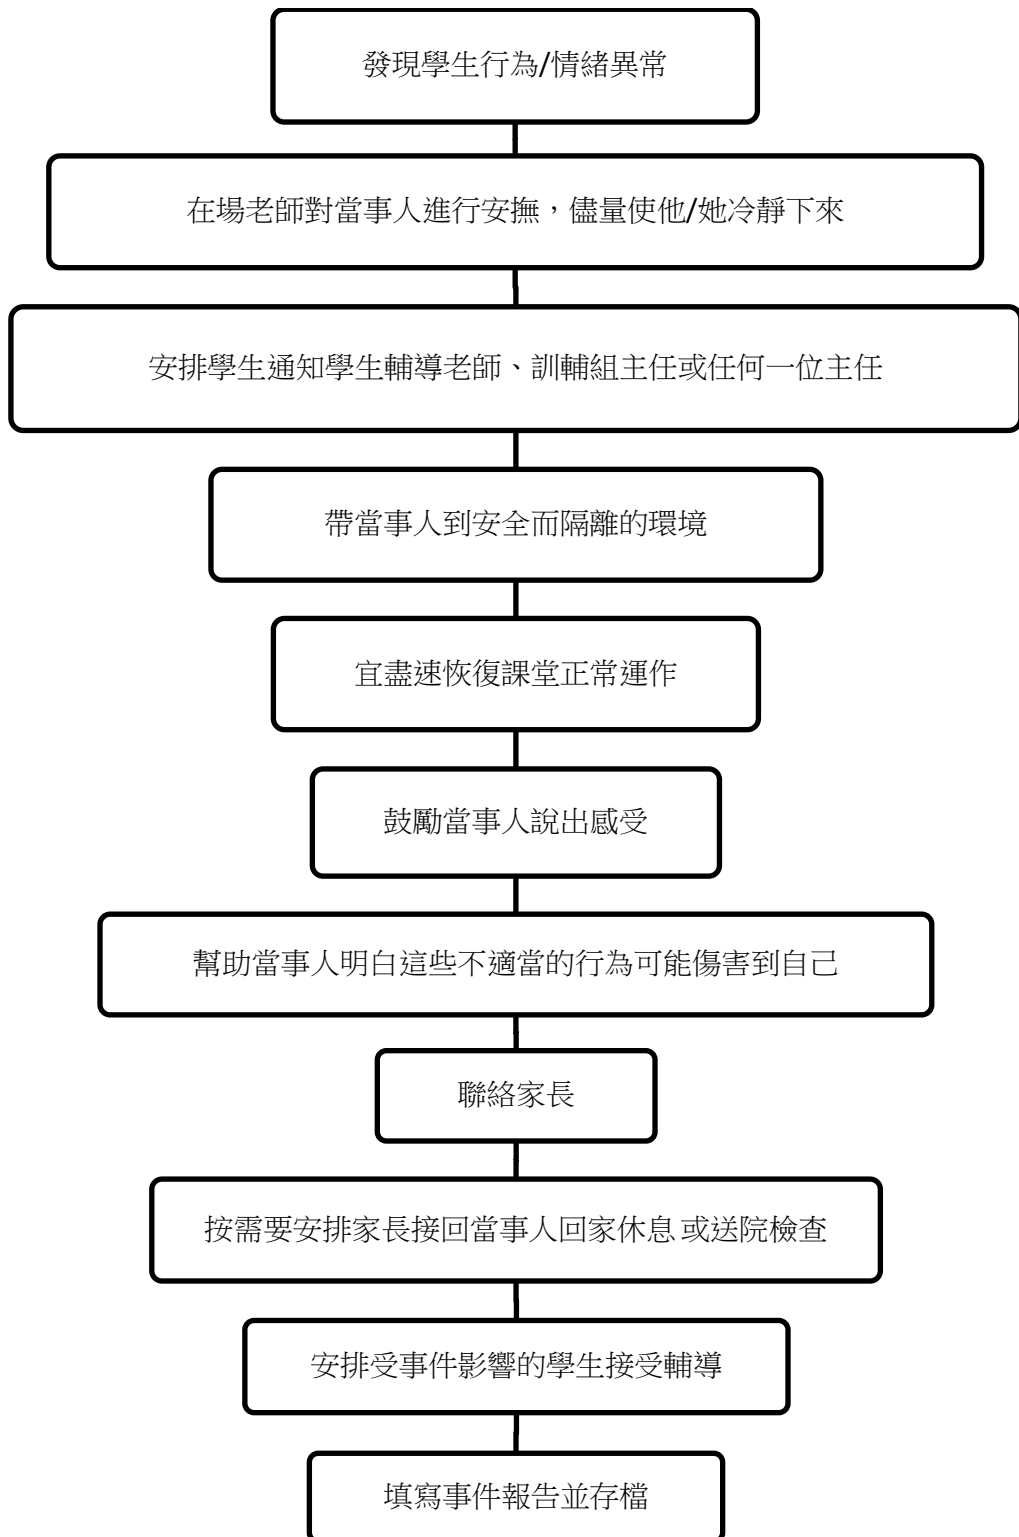 發現學生行為/情緒異常
在場老師對當事人進行安撫，儘量使他/她冷靜下來
安排學生通知學生輔導老師、訓輔組主任或任何一位主任
帶當事人到安全而隔離的環境
宜盡速恢復課堂正常運作
鼓勵當事人說出感受
幫助當事人明白這些不適當的行為可能傷害到自己
聯絡家長
按需要安排家長接回當事人回家休息 或送院檢查
安排受事件影響的學生接受輔導
填寫事件報告並存檔